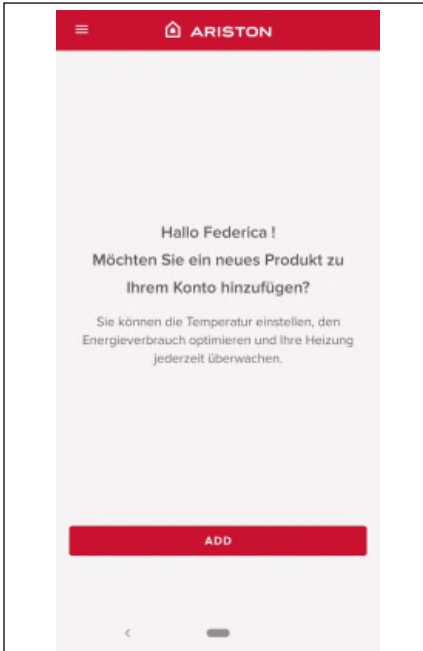 ARISTON
Hallo Federica !
Möchten Sie ein neues Produkt zu
Ihrem Konto hinzufügen?
Sie können die Temperatur einstellen, den
Energieverbrauch optimieren und Ihre Heizung
jederzeit überwachen.
ADD